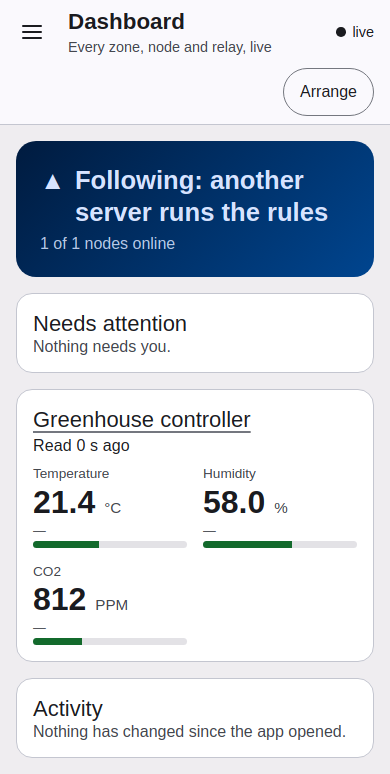 Dashboard
Every zone, node and relay, live
live
Arrange
▲ Following: another
server runs the rules
1 of 1 nodes online
Needs attention
Nothing needs you.
Greenhouse controller
Read 0 s ago
Temperature
21.4 °C
—
Humidity
58.0 %
—
CO2
812 PPM
—
Activity
Nothing has changed since the app opened.